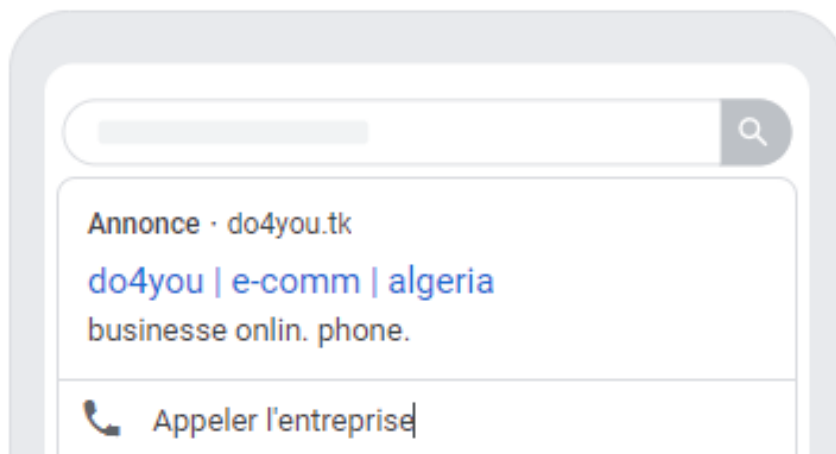 Annonce · do4you.tk
do4you | e-comm | algeria
businesse onlin. phone.
Appeler l'entreprise